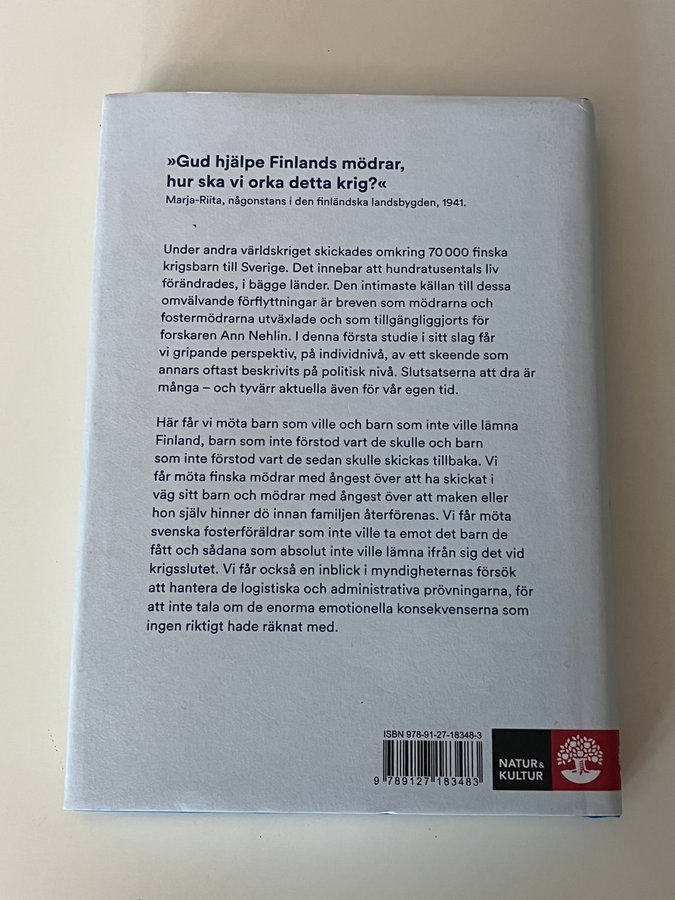 »Gud hjälpe Finlands mödrar,
hur ska vi orka detta krig?«
Marja-Riita, någonstans i den finländska landsbygden, 1941.
Under andra världskriget skickades omkring 70 000 finska
krigsbarn till Sverige. Det innebar att hundratusentals liv
förändrades, i bägge länder. Den intimaste källan till dessa
omvälvande förflyttningar är breven som mödrarna och
fostermödrarna utväxlade och som tillgängliggjorts för
forskaren Ann Nehlin. I denna första studie i sitt slag får
vi gripande perspektiv, på individnivå, av ett skeende som
annars oftast beskrivits på politisk nivå. Slutsatserna att dra är
många – och tyvärr aktuella även för vår egen tid.
Här får vi möta barn som ville och barn som inte ville lämna
Finland, barn som inte förstod vart de skulle och barn
som inte förstod vart de sedan skulle skickas tillbaka. Vi
får möta finska mödrar med ångest över att ha skickat i
väg sitt barn och mödrar med ångest över att maken eller
hon själv hinner dö innan familjen återförenas. Vi får möta
svenska fosterföräldrar som inte ville ta emot det barn de
fått och sådana som absolut inte ville lämna ifrån sig det vid
krigsslutet. Vi får också en inblick i myndigheternas försök
att hantera de logistiska och administrativa prövningarna, för
att inte tala om de enorma emotionella konsekvenserna som
ingen riktigt hade räknat med.
ISBN 978-91-27-18348-3
9 789127 183483
NATUR &
KULTUR